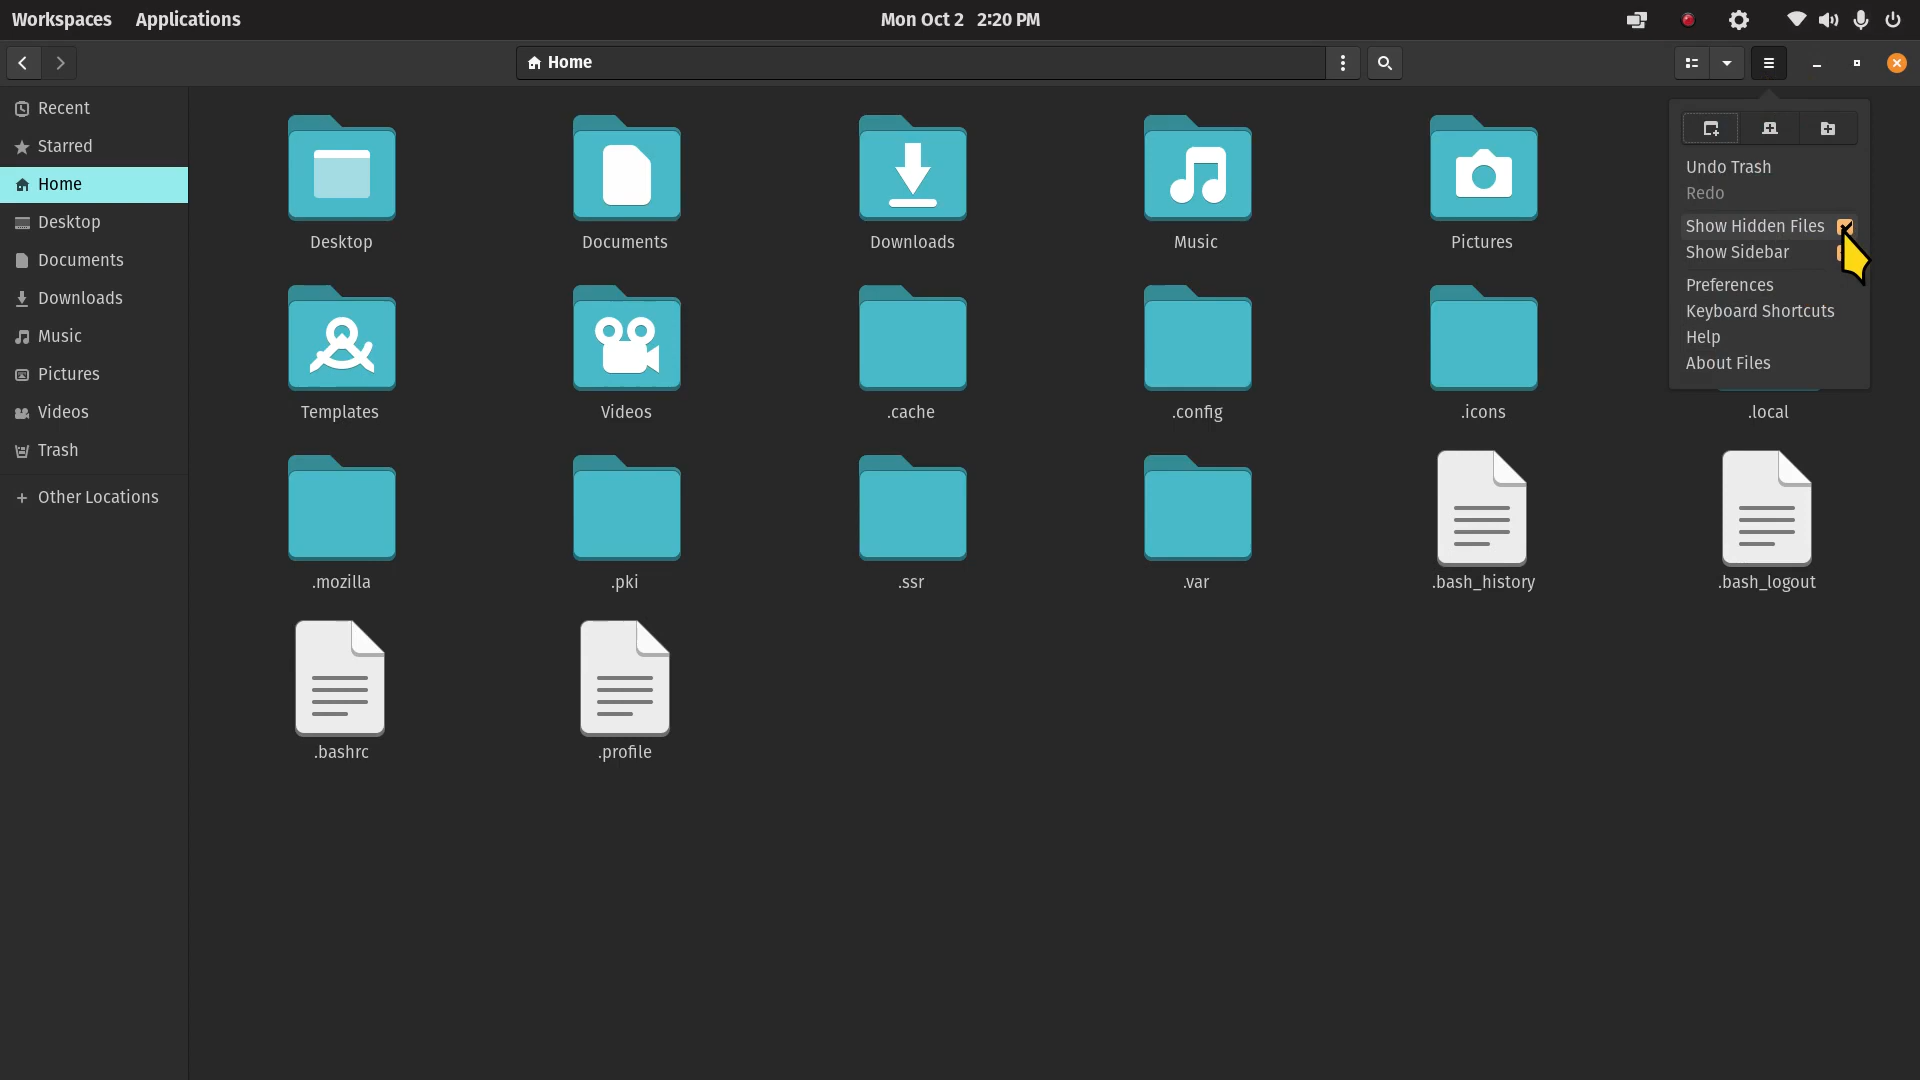 Workspaces Applications Mon Oct 2 2:20 PM
Home
Recent
Starred
Home
Desktop
Documents
Downloads
Music
Pictures
Videos
Trash
Other Locations
Desktop Documents Downloads Music Pictures
Templates Videos .cache .config .icons .local
.mozilla .pki .ssr .var .bash_history .bash_logout
.bashrc .profile
Undo Trash
Redo
Show Hidden Files
Show Sidebar
Preferences
Keyboard Shortcuts
Help
About Files